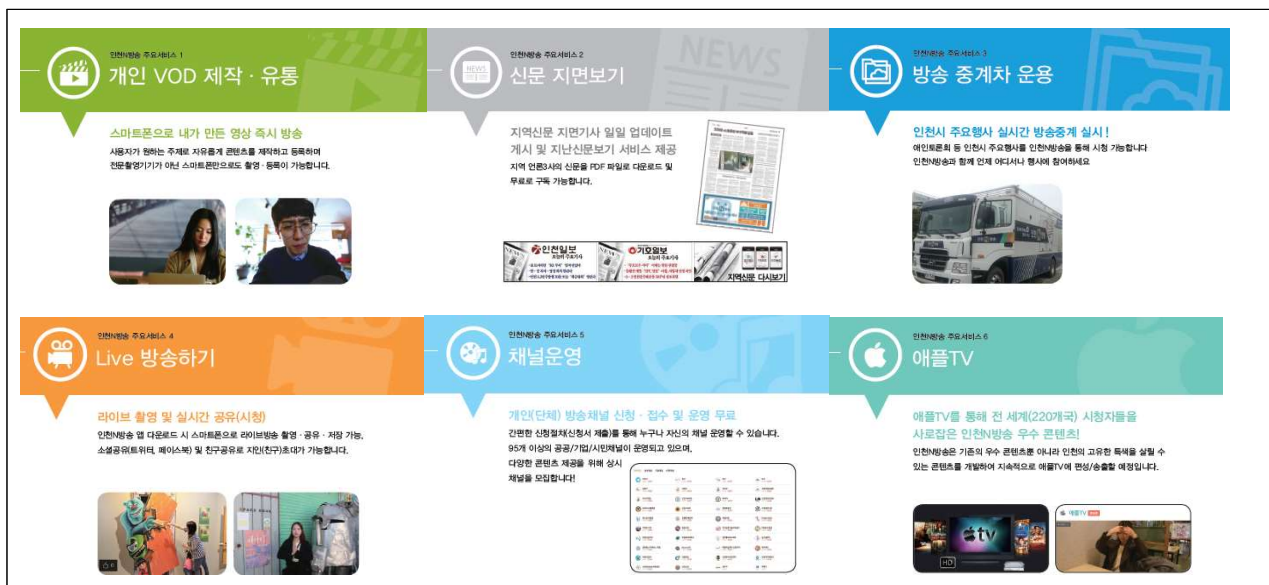 인천N방송 주요서비스 1
개인 VOD 제작 · 유통
스마트폰으로 내가 만든 영상 즉시 방송
사용자가 원하는 주제로 자유롭게 콘텐츠를 제작하고 등록하며
전문촬영기기가 아닌 스마트폰만으로도 촬영 · 등록이 가능합니다.
인천N방송 주요서비스 2
신문 지면보기
NEWS
NEWS
지역신문 지면기사 일일 업데이트
게시 및 지난신문보기 서비스 제공
지역 언론3사의 신문을 PDF 파일로 다운로드 및
무료로 구독 가능합니다.
인천일보
오늘의 주요기사
기호일보
오늘의 주요기사
지역신문 다시보기
인천N방송 주요서비스 3
방송 중계차 운용
인천시 주요행사 실시간 방송중계 실시 !
애인토론회 등 인천시 주요행사를 인천N방송을 통해 시청 가능합니다
인천N방송과 함께 언제 어디서나 행사에 참여하세요
인천N방송 주요서비스 4
Live 방송하기
라이브 촬영 및 실시간 공유(시청)
인천N방송 앱 다운로드 시 스마트폰으로 라이브방송 촬영 · 공유 · 저장 가능,
소셜공유(트위터, 페이스북) 및 친구공유로 지인(친구)초대가 가능합니다.
인천N방송 주요서비스 5
채널운영
개인(단체) 방송채널 신청 · 접수 및 운영 무료
간편한 신청절차(신청서 제출)를 통해 누구나 자신의 채널 운영할 수 있습니다.
95개 이상의 공공/기업/시민채널이 운영되고 있으며,
다양한 콘텐츠 제공을 위해 상시
채널을 모집합니다!
인천N방송 주요서비스 6
애플TV
애플TV를 통해 전 세계(220개국) 시청자들을
사로잡은 인천N방송 우수 콘텐츠!
인천N방송은 기존의 우수 콘텐츠뿐 아니라 인천의 고유한 특색을 살릴 수
있는 콘텐츠를 개발하여 지속적으로 애플TV에 편성/송출할 예정입니다.
tv
HD
애플TV